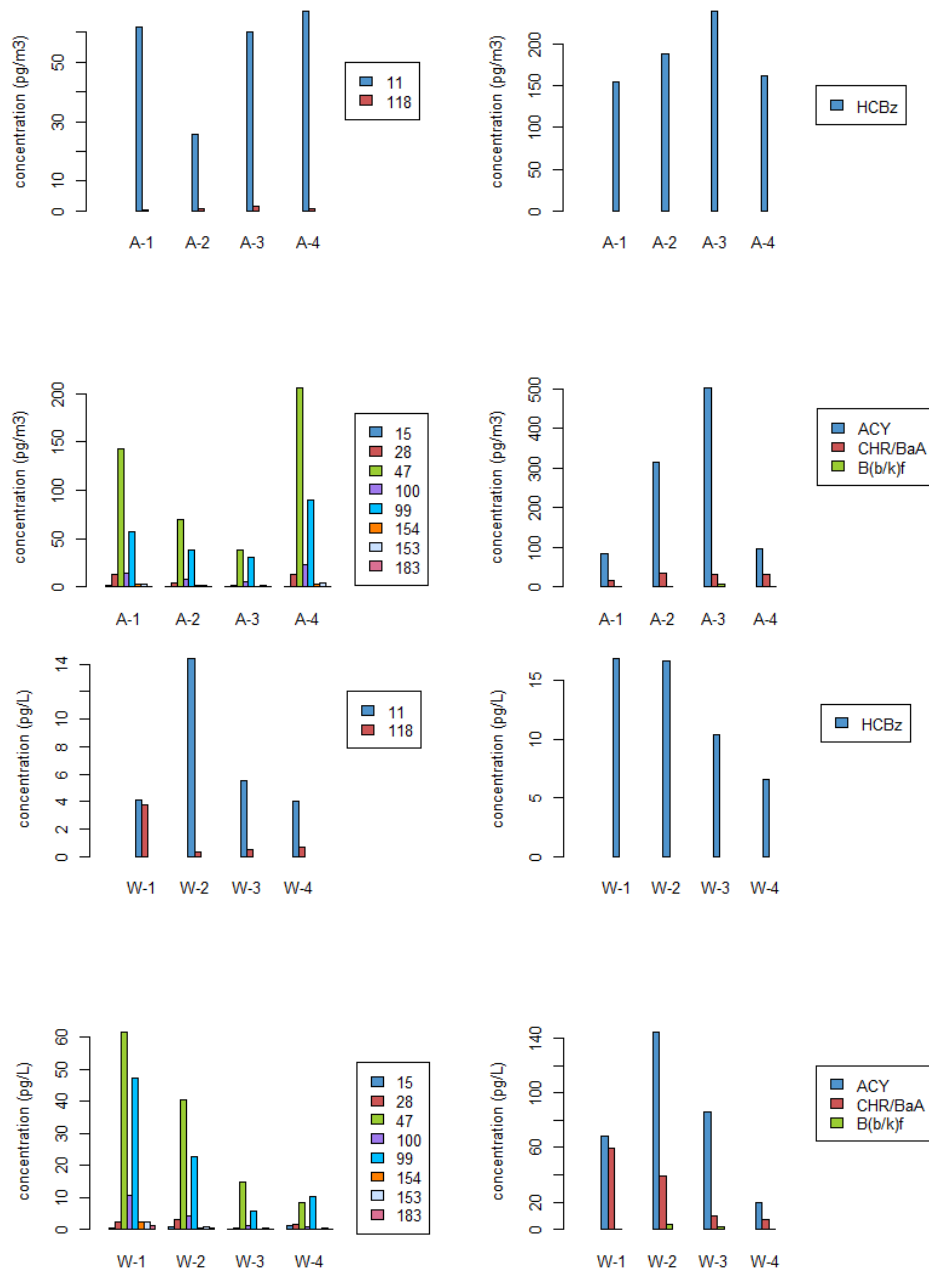 concentration (pg/m3)
0
10
30
50
A-1
A-2
A-3
A-4
11
118
concentration (pg/m3)
0
50
100
150
200
A-1
A-2
A-3
A-4
HCBz
concentration (pg/m3)
0
50
100
150
200
A-1
A-2
A-3
A-4
15
28
47
100
99
154
153
183
concentration (pg/m3)
0
100
200
300
400
500
A-1
A-2
A-3
A-4
ACY
CHR/BaA
B(b/k)f
concentration (pg/L)
0
2
4
6
8
10
14
W-1
W-2
W-3
W-4
11
118
concentration (pg/L)
0
5
10
15
W-1
W-2
W-3
W-4
HCBz
concentration (pg/L)
0
10
20
30
40
50
60
W-1
W-2
W-3
W-4
15
28
47
100
99
154
153
183
concentration (pg/L)
0
20
60
100
140
W-1
W-2
W-3
W-4
ACY
CHR/BaA
B(b/k)f